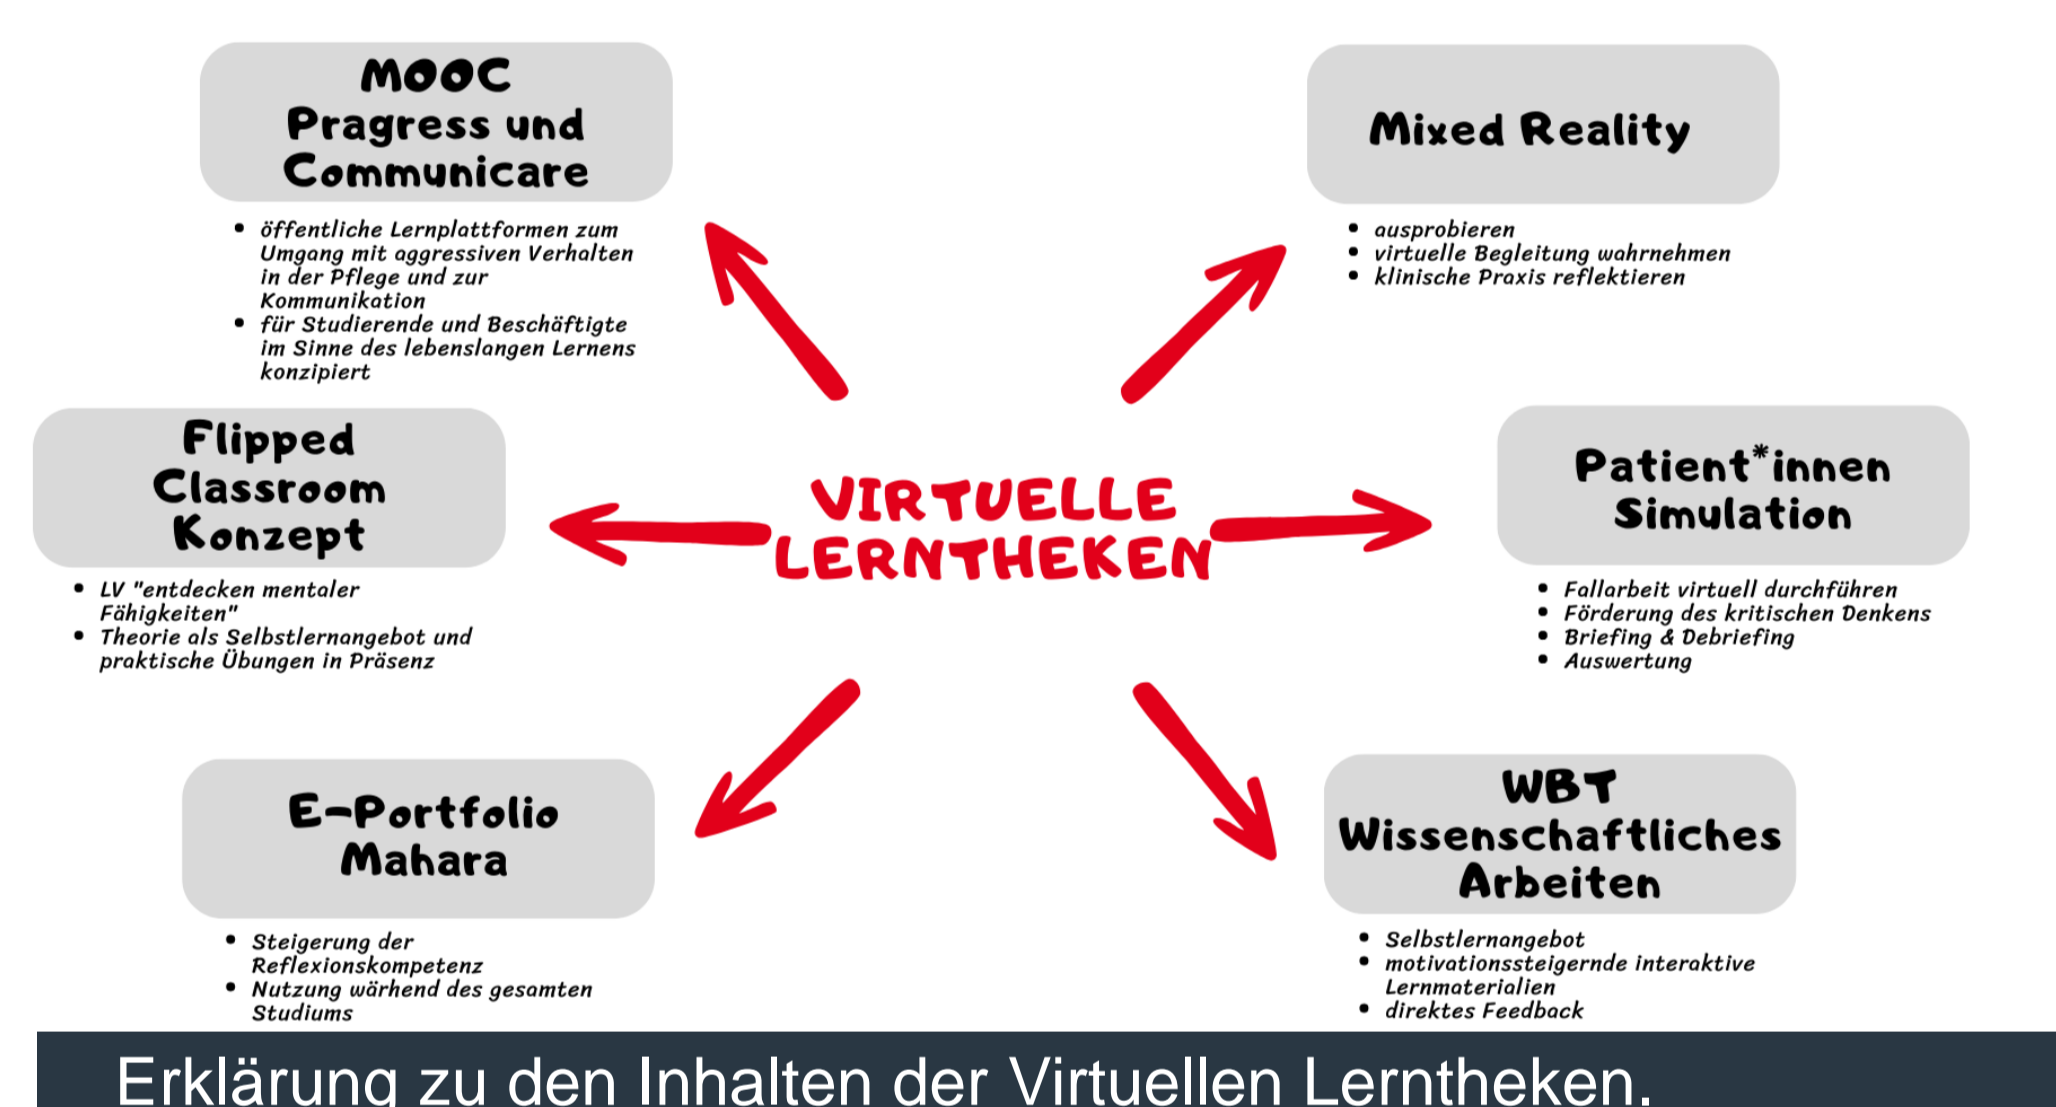 MOOC
Pragress und
Communicare
• öffentliche Lernplattformen zum
Umgang mit aggressiven Verhalten
in der Pflege und zur
Kommunikation
• für Studierende und Beschäftigte
im Sinne des lebenslangen Lernens
konzipiert
Flipped
Classroom
Konzept
• LV "entdecken mentaler
Fähigkeiten"
• Theorie als Selbstlernangebot und
praktische Übungen in Präsenz
E-Portfolio
Mahara
• Steigerung der
Reflexionskompetenz
• Nutzung wärhend des gesamten
Studiums
VIRTUELLE
LERNTHEKEN
Mixed Reality
• ausprobieren
• virtuelle Begleitung wahrnehmen
• klinische Praxis reflektieren
Patient*innen
Simulation
• Fallarbeit virtuell durchführen
• Förderung des kritischen Denkens
• Briefing & Debriefing
• Auswertung
WBT
Wissenschaftliches
Arbeiten
• Selbstlernangebot
• motivationssteigernde interaktive
Lernmaterialien
• direktes Feedback
Erklärung zu den Inhalten der Virtuellen Lerntheken.